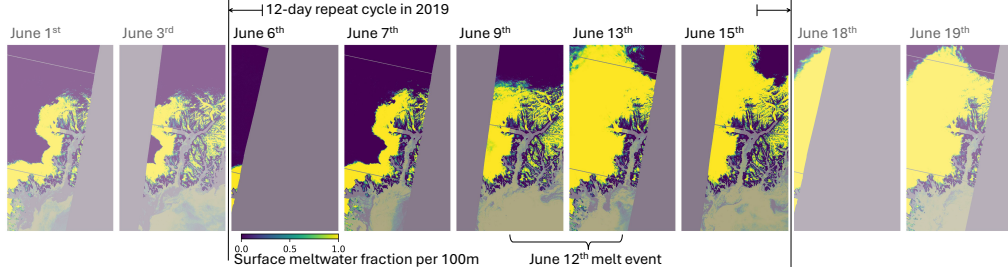 12-day repeat cycle in 2019
June 1st
June 3rd
June 6th
June 7th
June 9th
June 13th
June 15th
June 18th
June 19th
0.0 0.5 1.0
Surface meltwater fraction per 100m
June 12th melt event